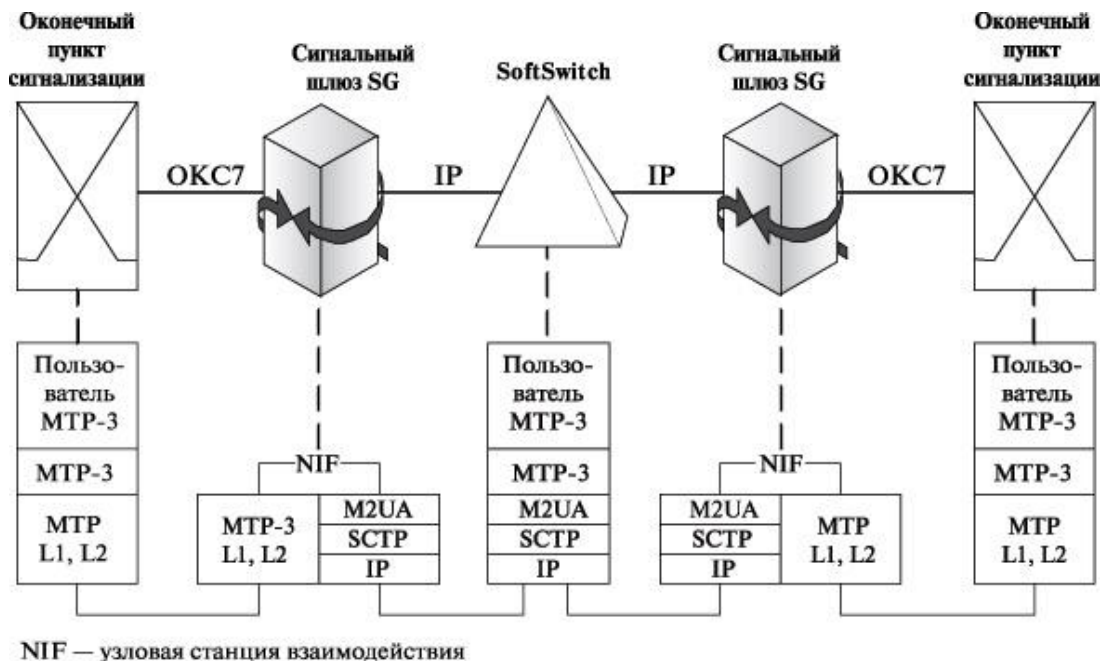 Оконечный
пункт
сигнализации
Сигнальный
шлюз SG
SoftSwitch
Сигнальный
шлюз SG
Оконечный
пункт
сигнализации
ОКС7
IP
IP
ОКС7
Пользо-
ватель
МТР-3
МТР-3
МТР
L1, L2
NIF
МТР-3
L1, L2
M2UA
SCTP
IP
Пользо-
ватель
МТР-3
МТР-3
M2UA
SCTP
IP
NIF
M2UA
SCTP
IP
МТР
L1, L2
Пользо-
ватель
МТР-3
МТР-3
МТР
L1, L2
NIF — узловая станция взаимодействия